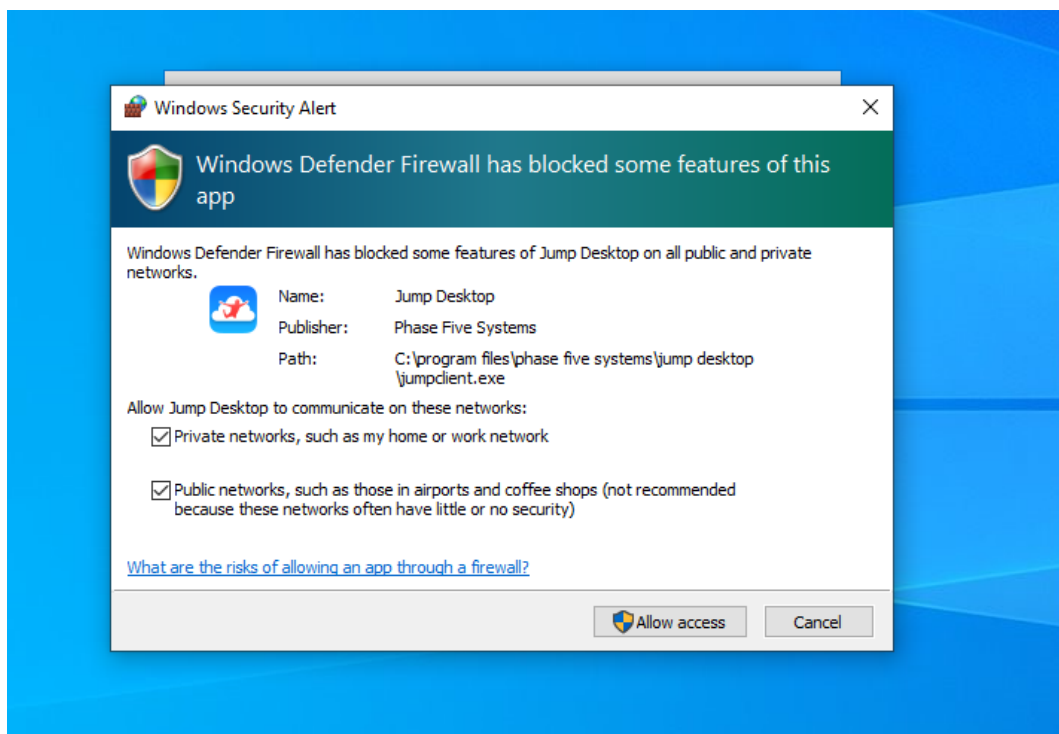 Windows Security Alert
Windows Defender Firewall has blocked some features of this
app
Windows Defender Firewall has blocked some features of Jump Desktop on all public and private
networks.
Name: Jump Desktop
Publisher: Phase Five Systems
Path: C:\program files\phase five systems\jump desktop
\jumpclient.exe
Allow Jump Desktop to communicate on these networks:
Private networks, such as my home or work network
Public networks, such as those in airports and coffee shops (not recommended
because these networks often have little or no security)
What are the risks of allowing an app through a firewall?
Allow access Cancel